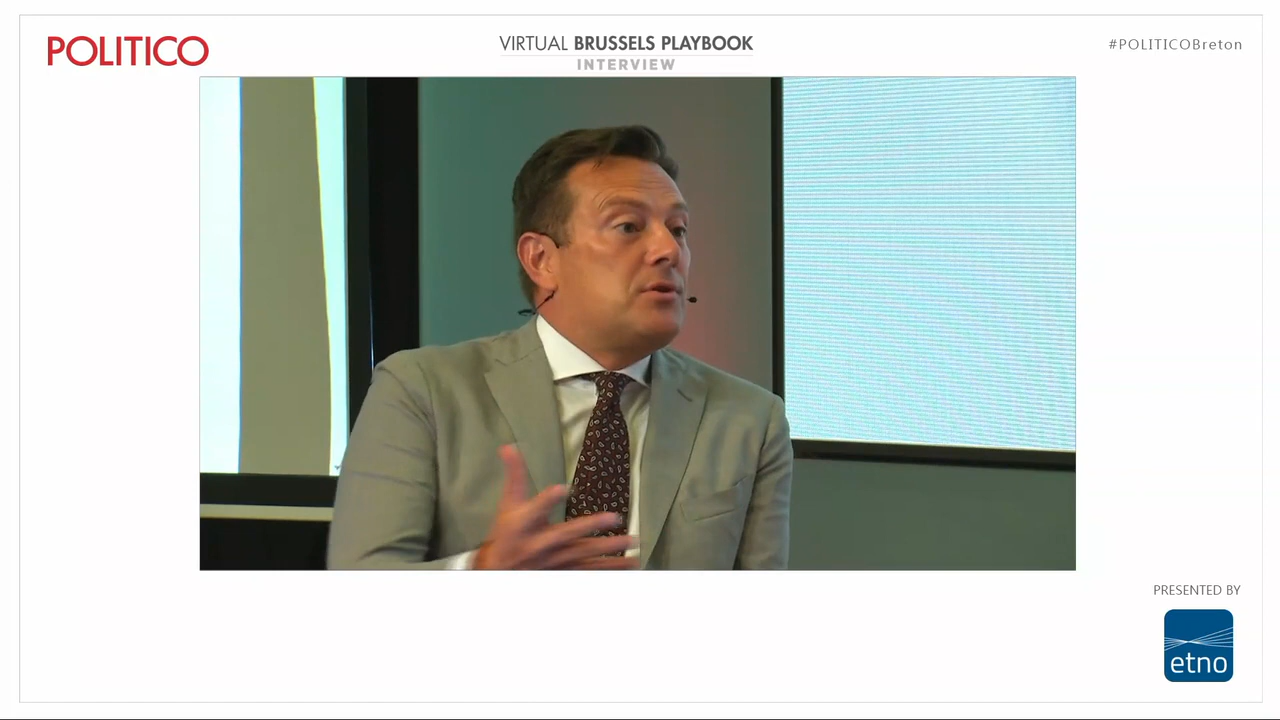 POLITICO
VIRTUAL BRUSSELS PLAYBOOK
INTERVIEW
#POLITICOBreton
PRESENTED BY
etno